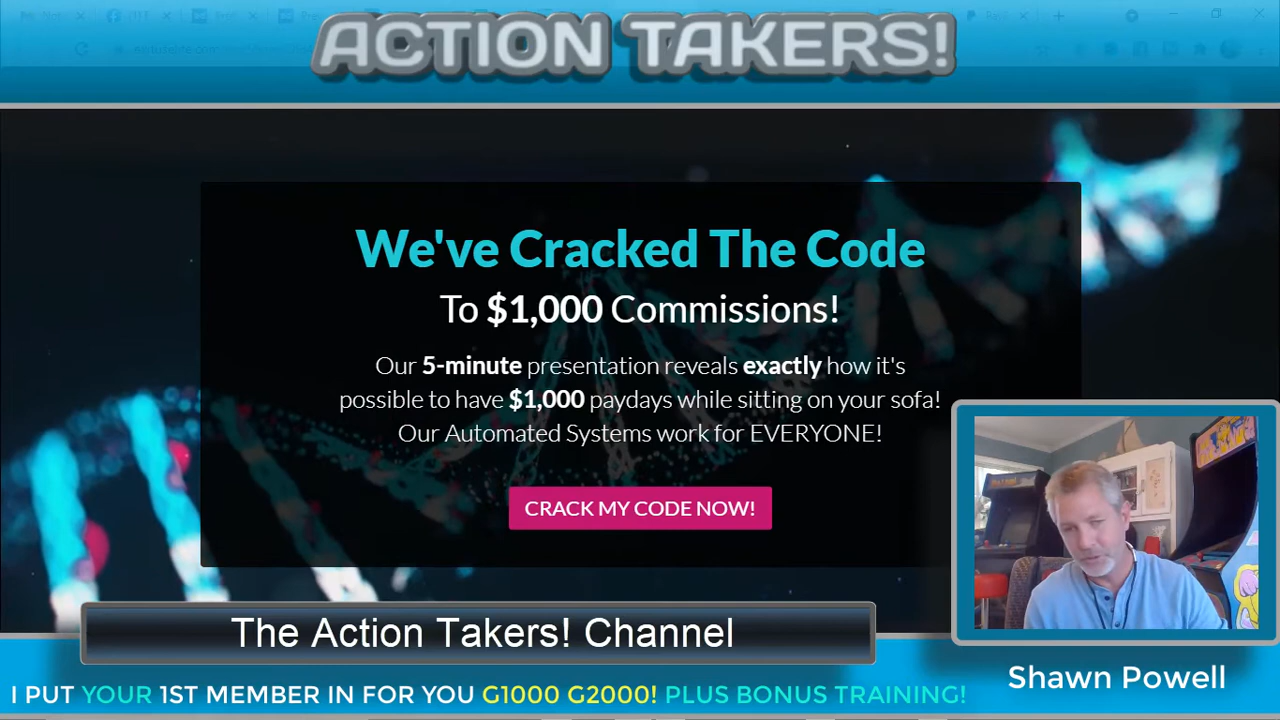 ACTION TAKERS!
We've Cracked The Code
To $1,000 Commissions!
Our 5-minute presentation reveals exactly how it's
possible to have $1,000 paydays while sitting on your sofa!
Our Automated Systems work for EVERYONE!
CRACK MY CODE NOW!
The Action Takers! Channel
Shawn Powell
I PUT YOUR 1ST MEMBER IN FOR YOU G1000 G2000! PLUS BONUS TRAINING!